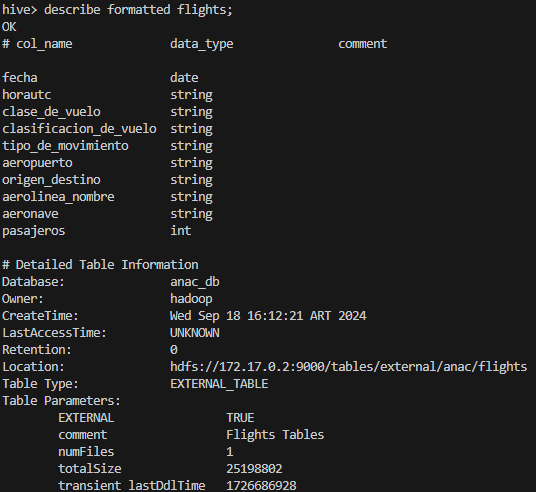 hive> describe formatted flights;
OK
# col_name data_type comment
fecha date
horautc string
clase_de_vuelo string
clasificacion_de_vuelo string
tipo_de_movimiento string
aeropuerto string
origen_destino string
aerolinea_nombre string
aeronave string
pasajeros int
# Detailed Table Information
Database: anac_db
Owner: hadoop
CreateTime: Wed Sep 18 16:12:21 ART 2024
LastAccessTime: UNKNOWN
Retention: 0
Location: hdfs://172.17.0.2:9000/tables/external/anac/flights
Table Type: EXTERNAL_TABLE
Table Parameters:
EXTERNAL TRUE
comment Flights Tables
numFiles 1
totalSize 25198802
transient_lastDdlTime 1726686928